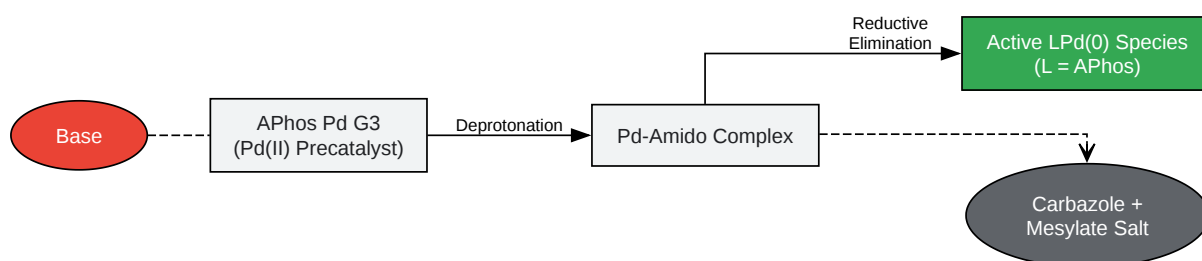 Base
APhos Pd G3
(Pd(II) Precatalyst)
Deprotonation
Pd-Amido Complex
Reductive
Elimination
Active LPd(0) Species
(L = APhos)
Carbazole +
Mesylate Salt